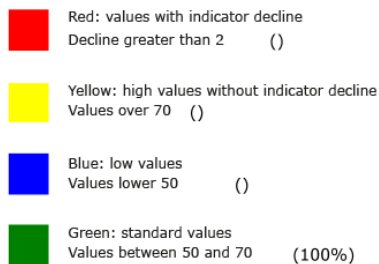 Red: values with indicator decline
Decline greater than 2 ()
Yellow: high values without indicator decline
Values over 70 ()
Blue: low values
Values lower 50 ()
Green: standard values
Values between 50 and 70 (100%)